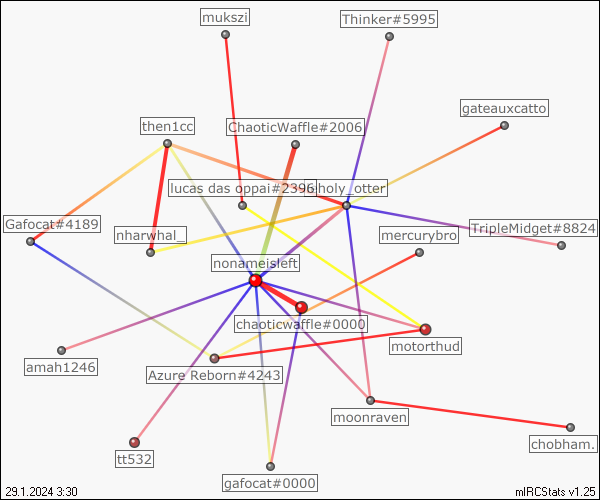 mukszi
Thinker#5995
gateauxcatto
then1cc
ChaoticWaffle#2006
lucas das oppai#2396
holy_otter
Gafocat#4189
nharwhal_
mercurybro
TripleMidget#8824
nonameisleft
chaoticwaffle#0000
motorthud
amah1246
Azure Reborn#4243
moonraven
chobham.
tt532
gafocat#0000
29.1.2024 3:30
mIRCStats v1.25